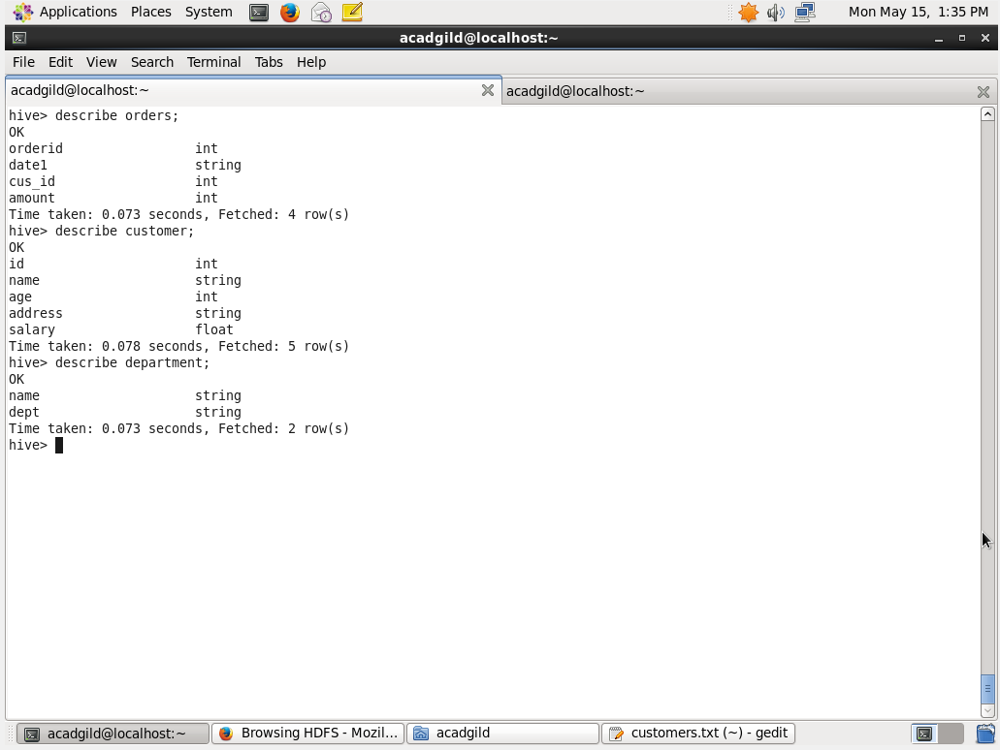 Applications Places System Mon May 15, 1:35 PM
acadgild@localhost:~
File Edit View Search Terminal Tabs Help
acadgild@localhost:~ acadgild@localhost:~
hive> describe orders;
OK
orderid int
date1 string
cus_id int
amount int
Time taken: 0.073 seconds, Fetched: 4 row(s)
hive> describe customer;
OK
id int
name string
age int
address string
salary float
Time taken: 0.078 seconds, Fetched: 5 row(s)
hive> describe department;
OK
name string
dept string
Time taken: 0.073 seconds, Fetched: 2 row(s)
hive>
acadgild@localhost:~ Browsing HDFS - Mozil... acadgild customers.txt (~) - gedit